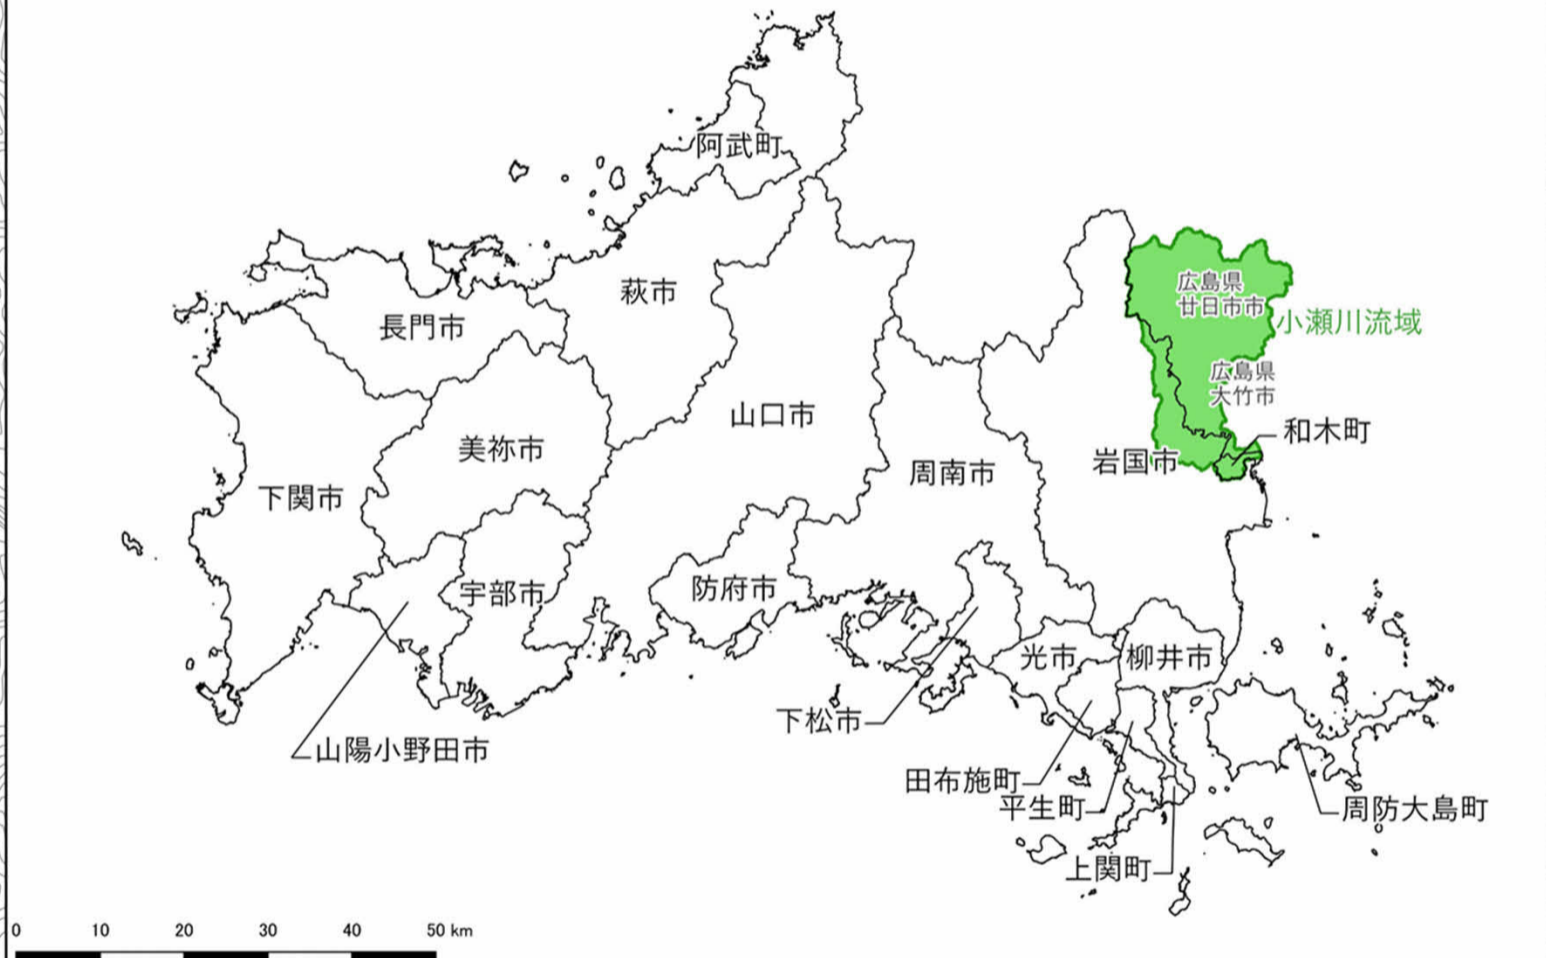 阿武町
広島県
廿日市市
萩市
小瀬川流域
長門市
広島県
大竹市
山口市
和木町
美祢市
岩国市
周南市
下関市
防府市
宇部市
光市
柳井市
下松市
山陽小野田市
田布施町
平生町
周防大島町
上関町
0 10 20 30 40 50 km